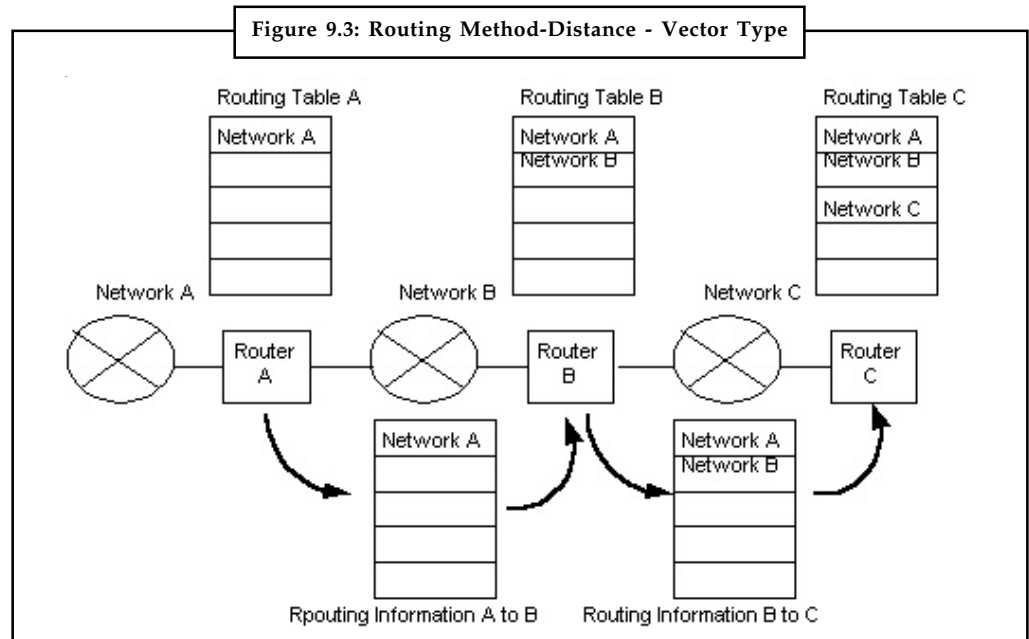 Figure 9.3: Routing Method-Distance - Vector Type
Routing Table A
Routing Table B
Routing Table C
Network A
Network A
Network B
Network A
Network B
Network C
Network A
Network B
Network C
Router
A
Router
B
Router
C
Network A
Network A
Network B
Rpouting Information A to B
Routing Information B to C